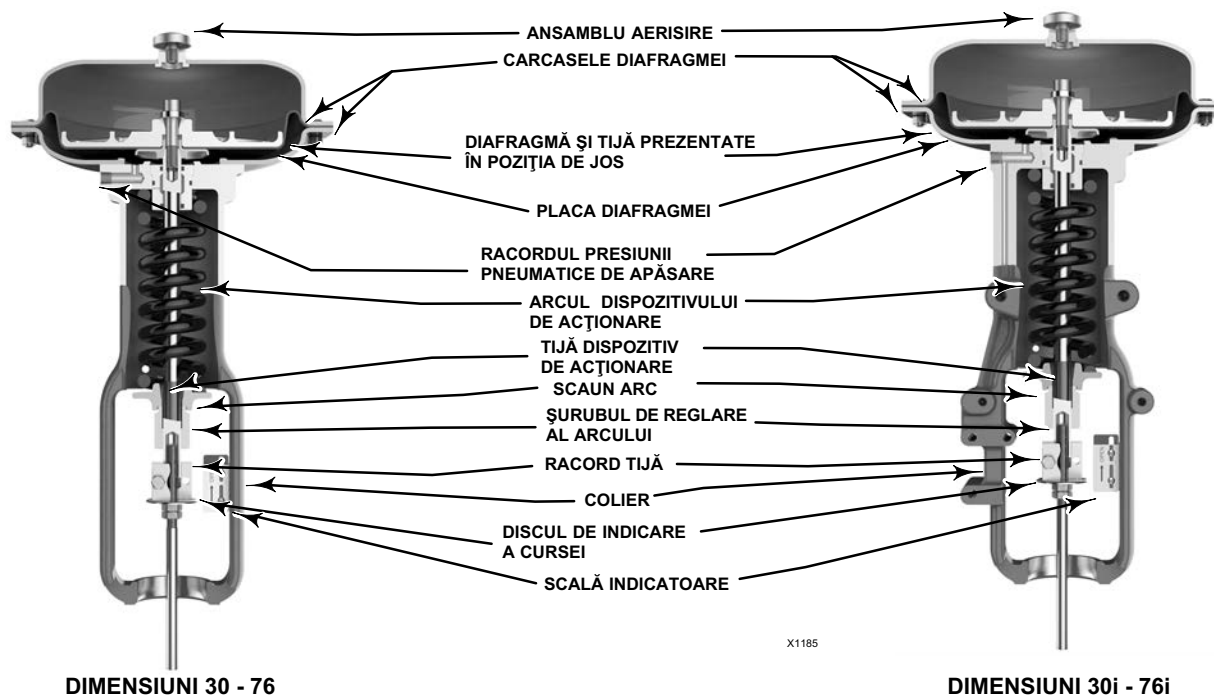 ANSAMBLU AERISIRE
CARCASELE DIAFRAGMEI
DIAFRAGMĂ ŞI TIJĂ PREZENTATE
ÎN POZIŢIA DE JOS
PLACA DIAFRAGMEI
RACORDUL PRESIUNII
PNEUMATICE DE APĂSARE
ARCUL DISPOZITIVULUI
DE ACŢIONARE
TIJĂ DISPOZITIV
DE ACŢIONARE
SCAUN ARC
ŞURUBUL DE REGLARE
AL ARCULUI
RACORD TIJĂ
COLIER
DISCUL DE INDICARE
A CURSEI
SCALĂ INDICATOARE
X1185
DIMENSIUNI 30 - 76
DIMENSIUNI 30i - 76i